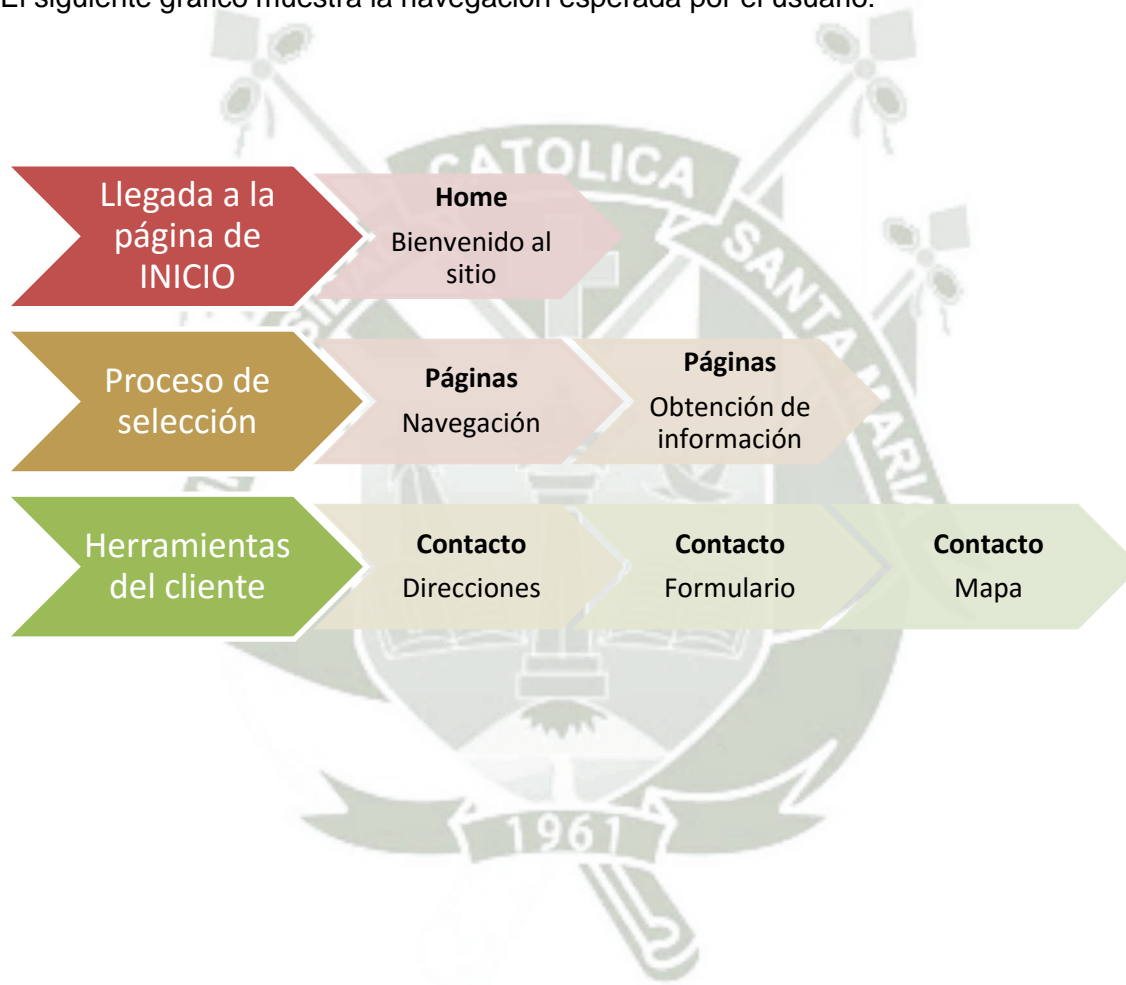 El siguiente gráfico muestra la navegación esperada por el usuario.
CATOLICA
SANTA MARIA
Llegada a la
página de
INICIO
Home
Bienvenido al
sitio
Proceso de
selección
Páginas
Navegación
Páginas
Obtención de
información
Herramientas
del cliente
Contacto
Direcciones
Contacto
Formulario
Contacto
Mapa
1961